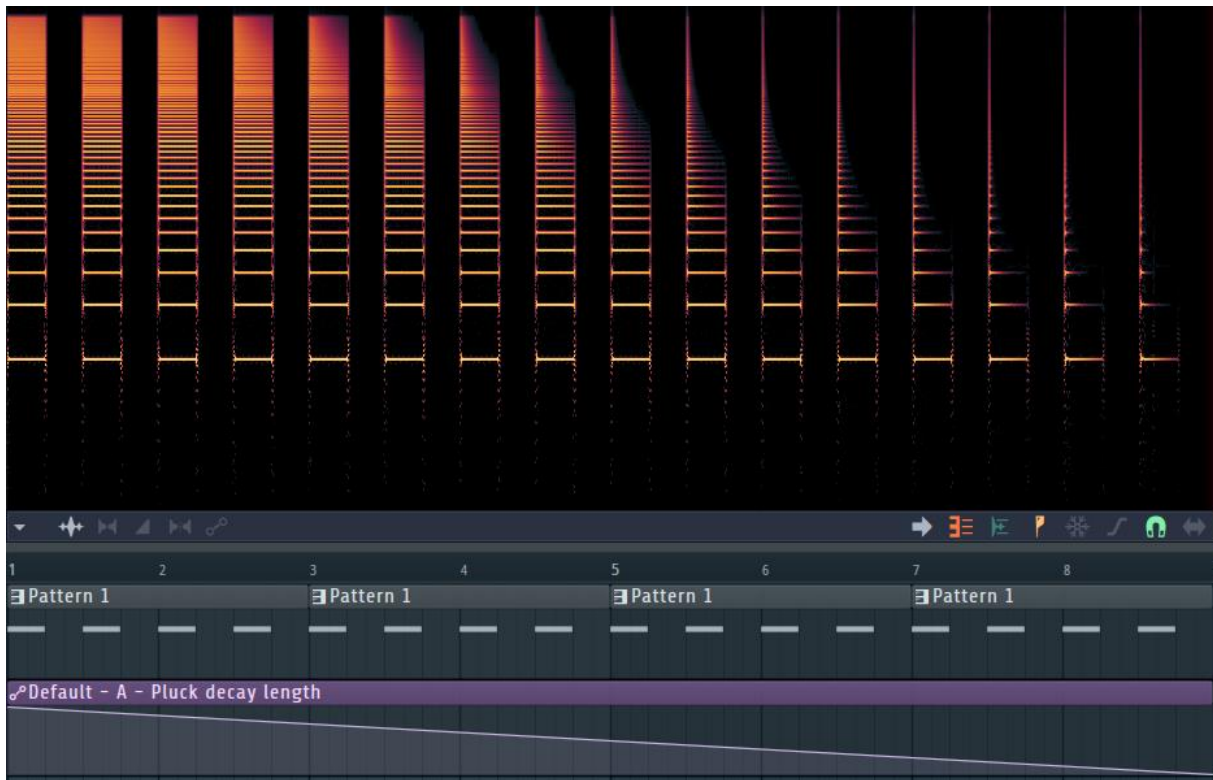 1 2 3 4 5 6 7 8
Pattern 1 Pattern 1 Pattern 1 Pattern 1
Default - A - Pluck decay length